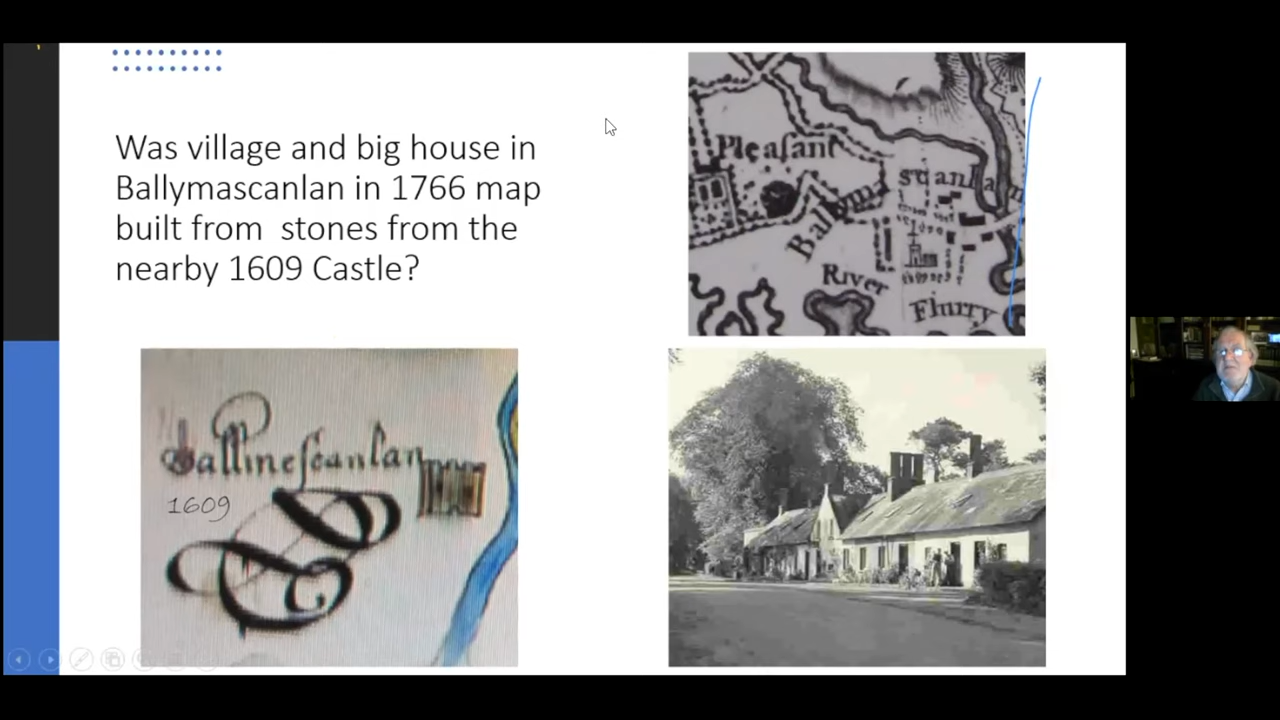 Was village and big house in
Ballymascanlan in 1766 map
built from stones from the
nearby 1609 Castle?
Pleaſant
Ballyma scanlan
River
Flurry
Ballineſcanlan
1609